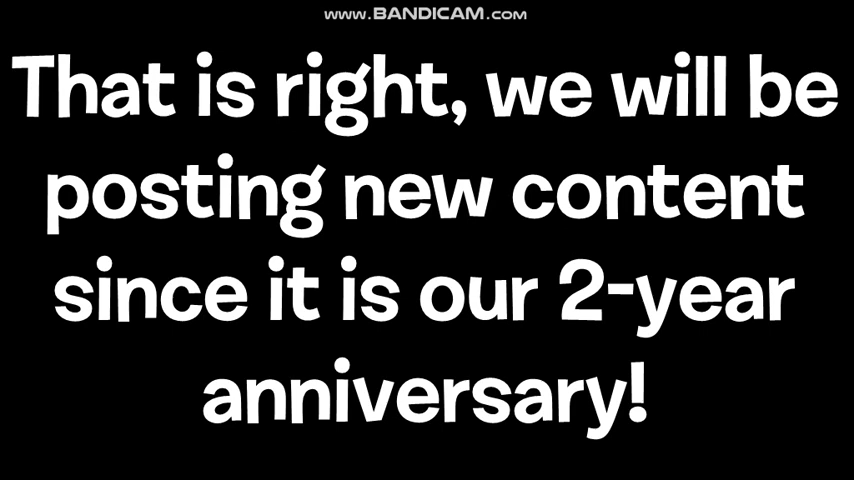 www.BANDICAM.com
That is right, we will be
posting new content
since it is our 2-year
anniversary!